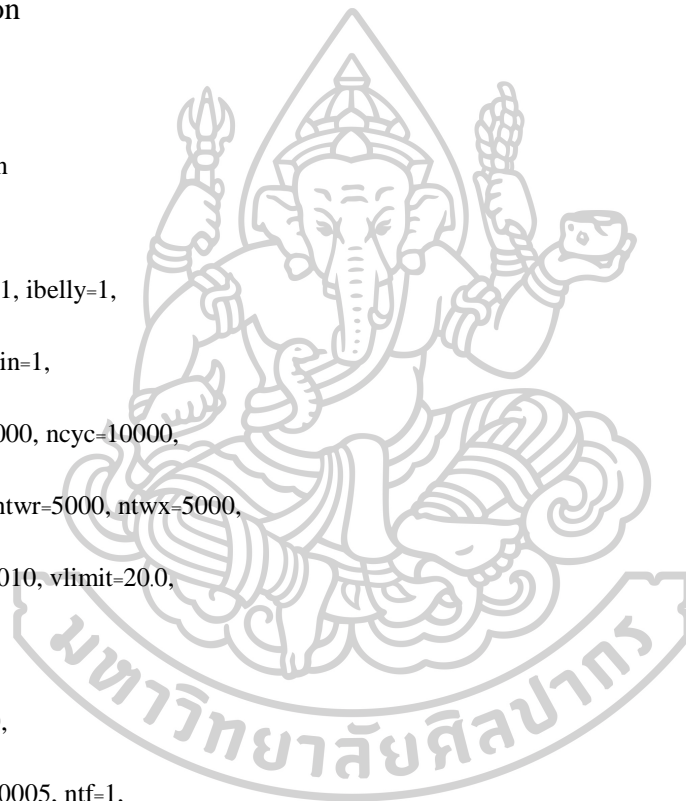 on
n
1, ibelly=1,
in=1,
000, ncyc=10000,
ntwr=5000, ntwx=5000,
010, vlimit=20.0,
,
0005, ntf=1,
มหาวิทยาลัยศิลปากร